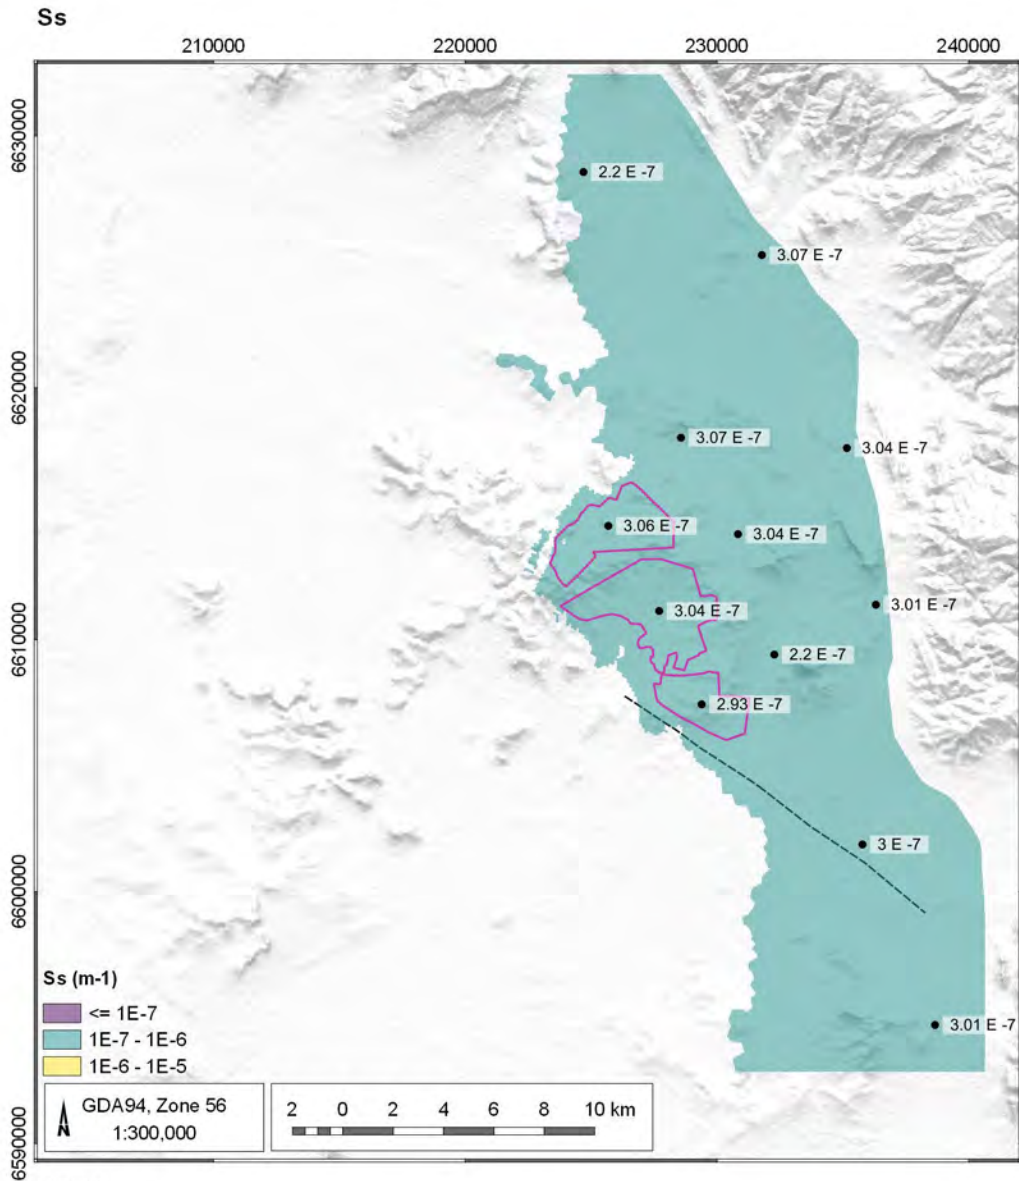 Ss
210000 220000 230000 240000
6630000
2.2 E -7
3.07 E -7
6620000
3.07 E -7
3.04 E -7
3.06 E -7
3.04 E -7
3.01 E -7
3.04 E -7
6610000
2.2 E -7
2.93 E -7
3 E -7
6600000
3.01 E -7
Ss (m-1)
<= 1E-7
1E-7 - 1E-6
1E-6 - 1E-5
N
GDA94, Zone 56
1:300,000
2 0 2 4 6 8 10 km
6590000